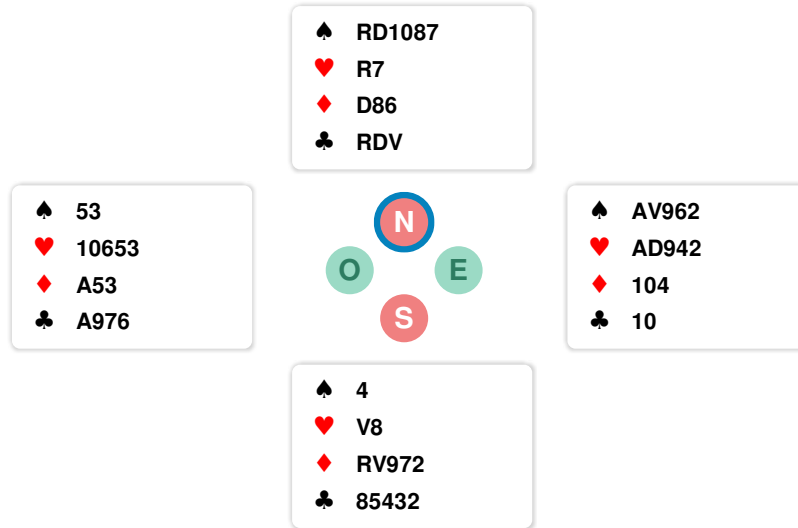 ♠ RD1087
♥ R7
♦ D86
♣ RDV
♠ 53
♥ 10653
♦ A53
♣ A976
N
O E
S
♠ AV962
♥ AD942
♦ 104
♣ 10
♠ 4
♥ V8
♦ RV972
♣ 85432